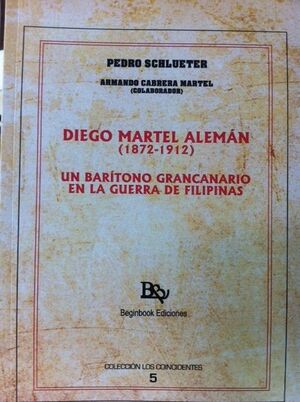 PEDRO SCHLUETER
ARMANDO CABRERA MARTEL
(COLABORADOR)
DIEGO MARTEL ALEMÁN
(1872-1912)
UN BARÍTONO GRANCANARIO
EN LA GUERRA DE FILIPINAS
B&
Beginbook Ediciones
COLECCIÓN LOS COINCIDENTES
5